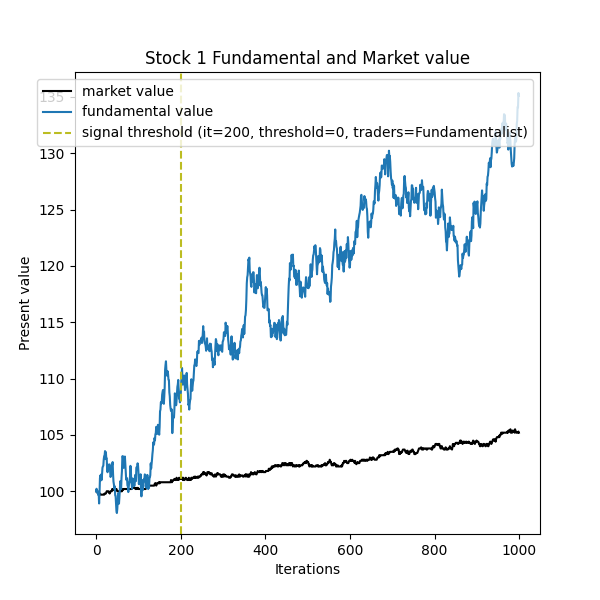 Stock 1 Fundamental and Market value
market value
fundamental value
signal threshold (it=200, threshold=0, traders=Fundamentalist)
135
130
125
120
115
110
105
100
Present value
0 200 400 600 800 1000
Iterations